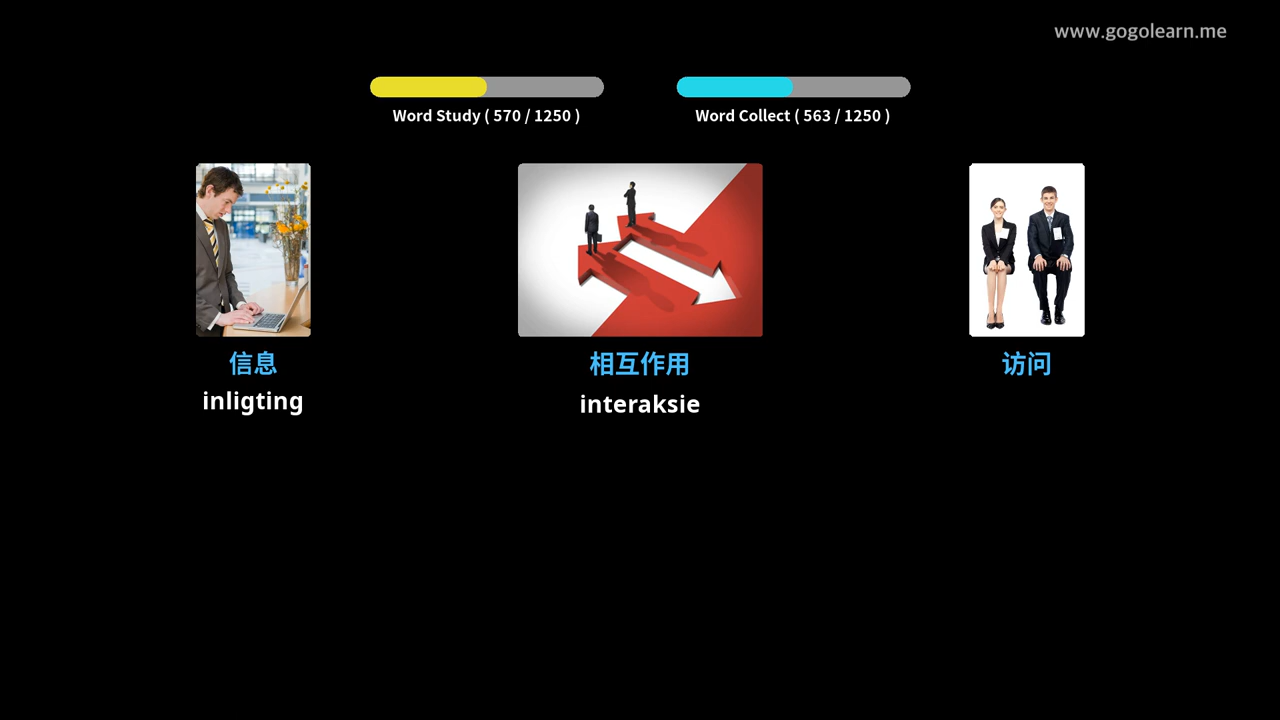 www.gogolearn.me
Word Study ( 570 / 1250 )
Word Collect ( 563 / 1250 )
信息
相互作用
访问
inligting
interaksie